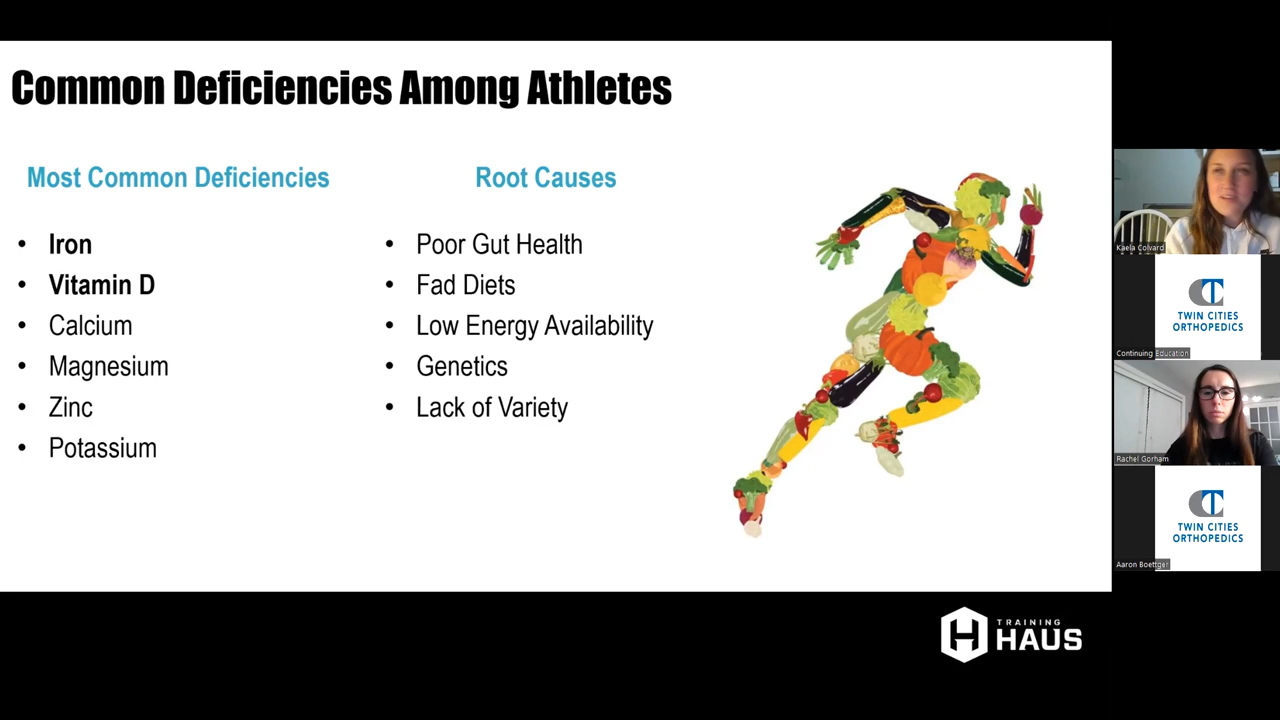 Common Deficiencies Among Athletes
Most Common Deficiencies
• Iron
• Vitamin D
• Calcium
• Magnesium
• Zinc
• Potassium
Root Causes
• Poor Gut Health
• Fad Diets
• Low Energy Availability
• Genetics
• Lack of Variety
Kaela Colvard
TWIN CITIES
ORTHOPEDICS
Continuing Education
Rachel Gorham
TWIN CITIES
ORTHOPEDICS
Aaron Boettger
TRAINING
HAUS